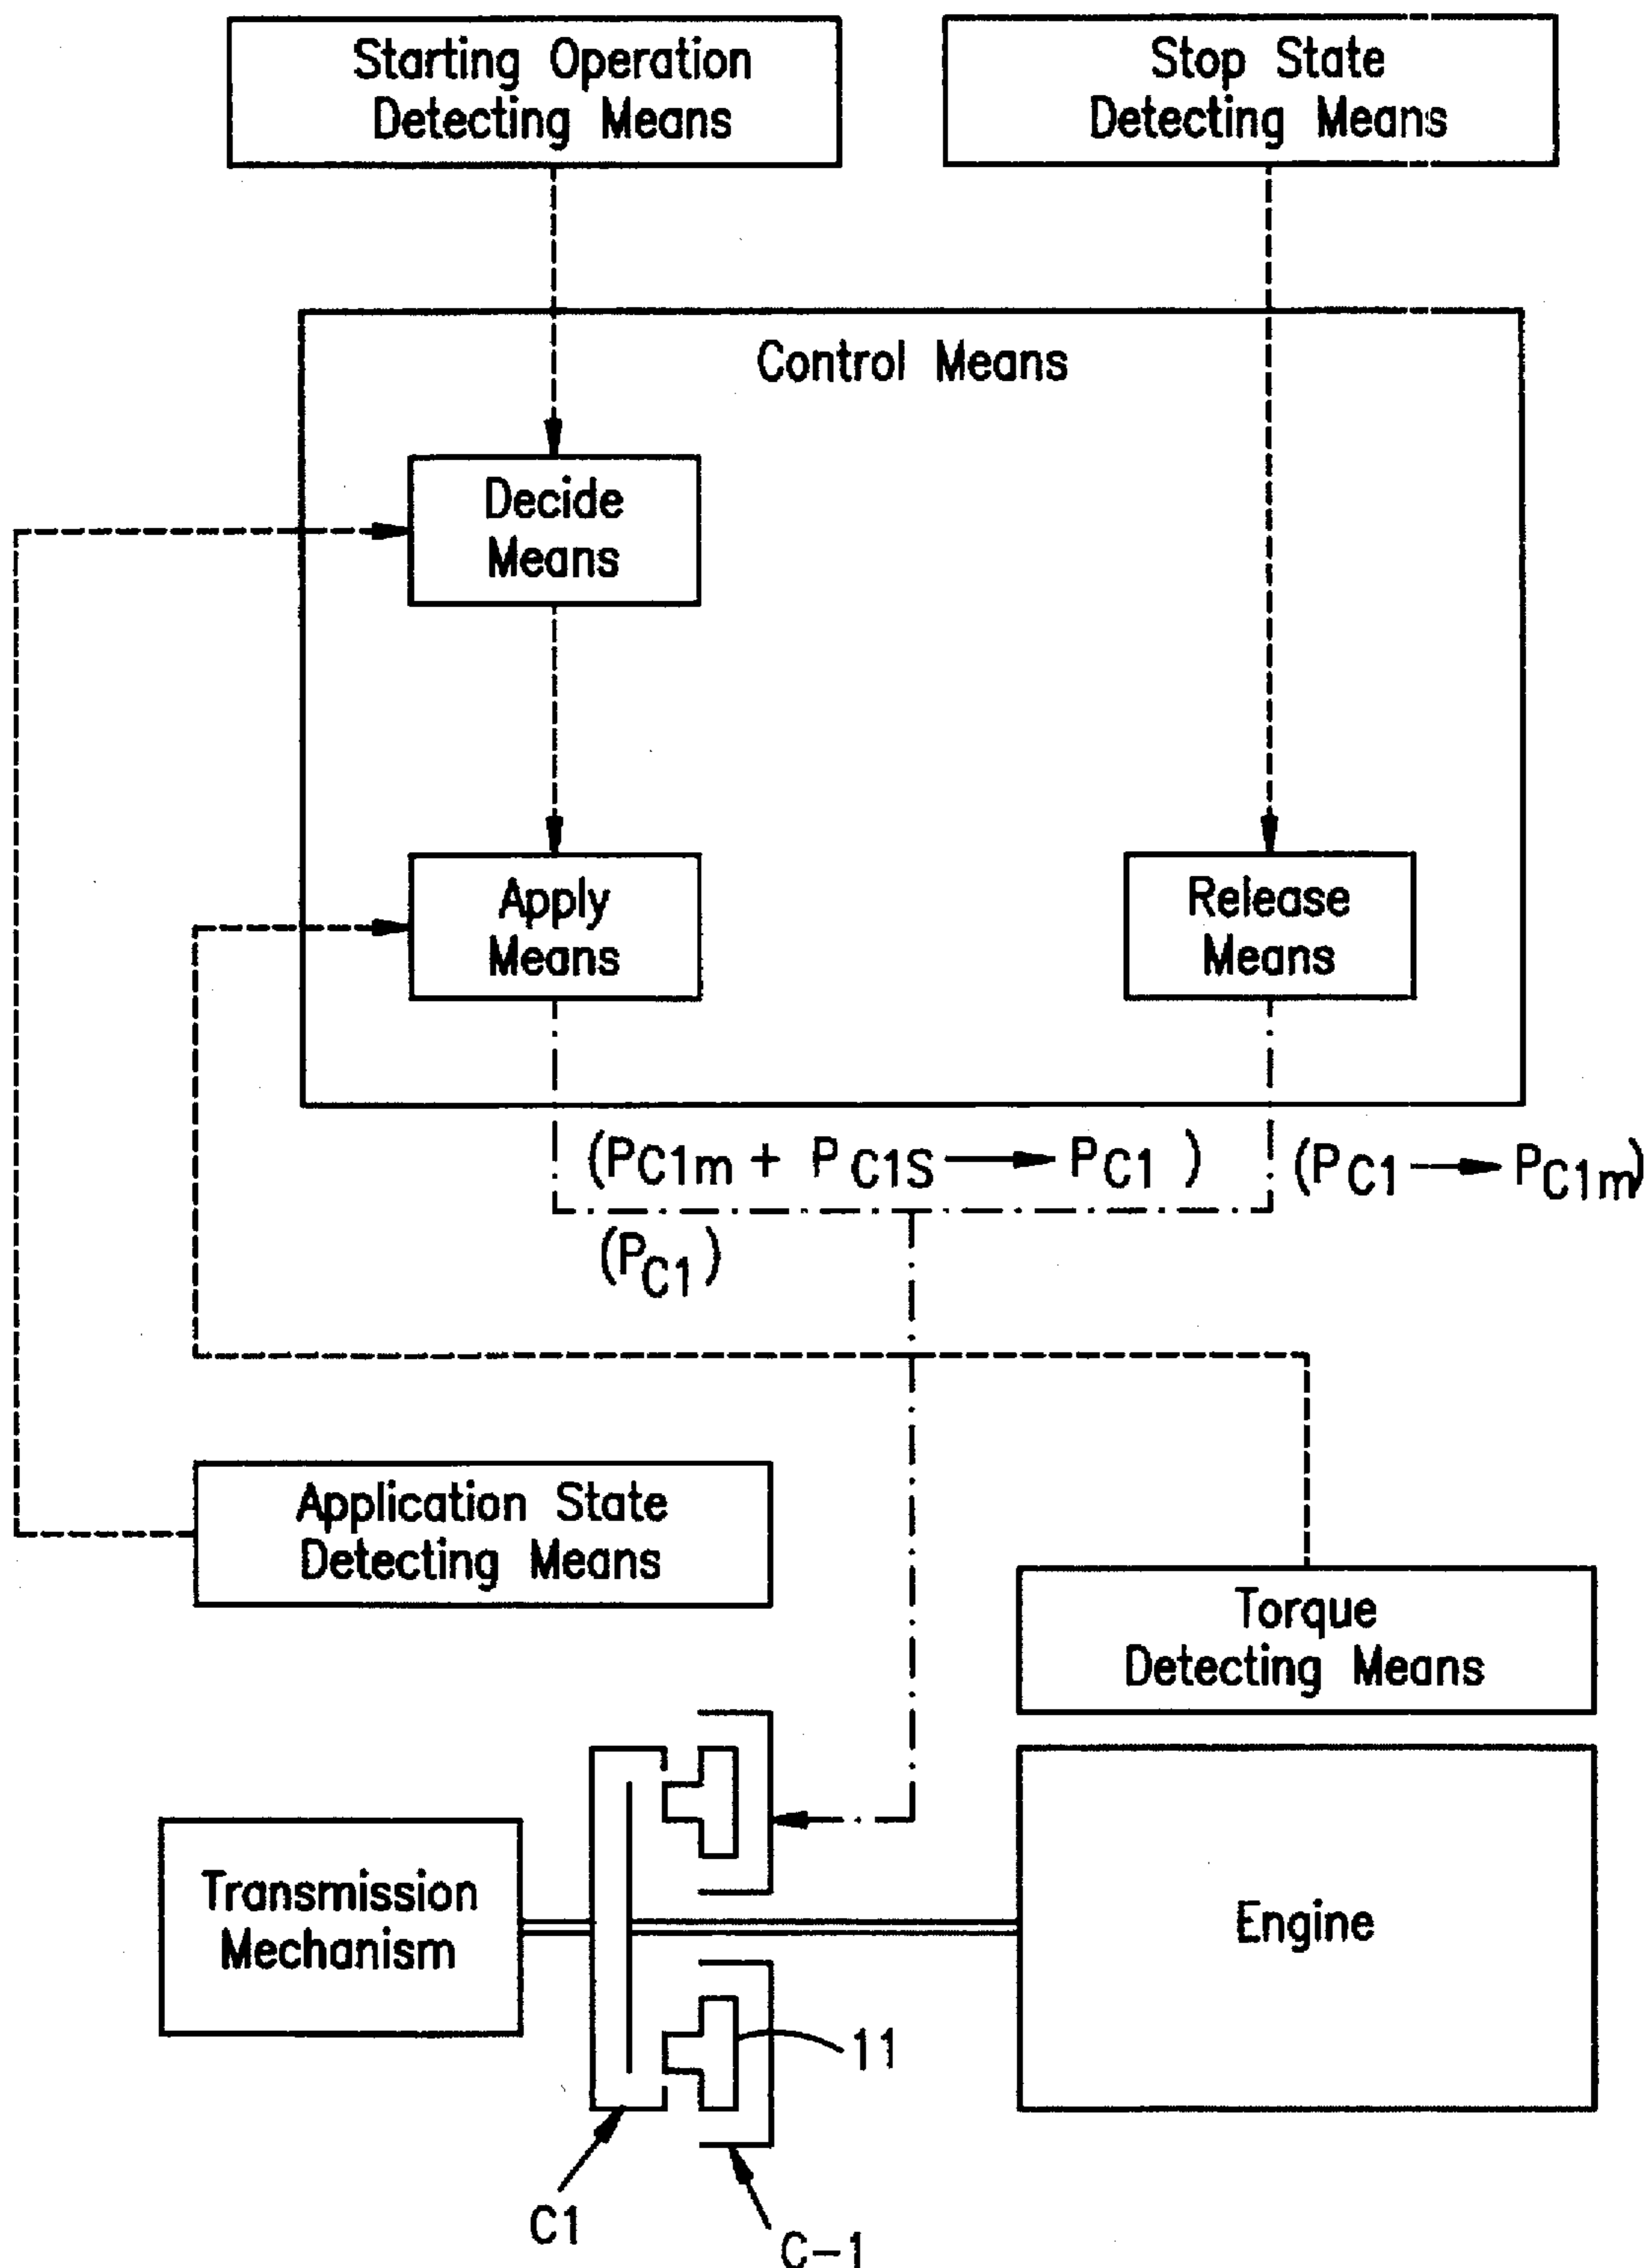 Starting Operation
Detecting Means
Stop State
Detecting Means
Control Means
Decide
Means
Apply
Means
Release
Means
(PC1m + PC1S → PC1)
(PC1 → PC1m)
(PC1)
Application State
Detecting Means
Torque
Detecting Means
Transmission
Mechanism
Engine
11
C1
C-1